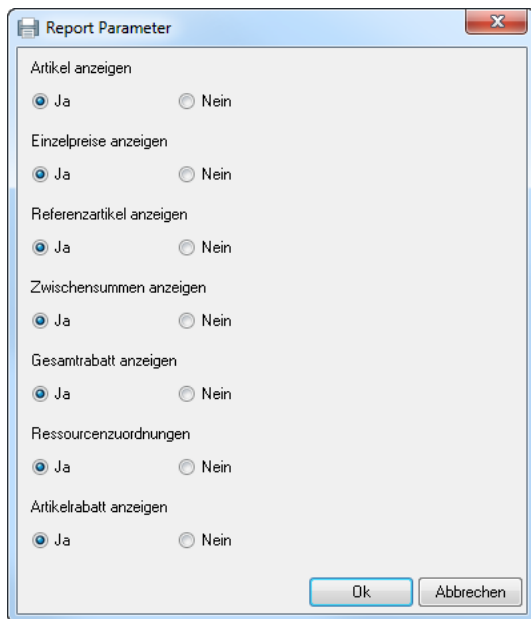 Report Parameter
Artikel anzeigen
Ja Nein
Einzelpreise anzeigen
Ja Nein
Referenzartikel anzeigen
Ja Nein
Zwischensummen anzeigen
Ja Nein
Gesamtrabatt anzeigen
Ja Nein
Ressourcenzuordnungen
Ja Nein
Artikelrabatt anzeigen
Ja Nein
Ok Abbrechen